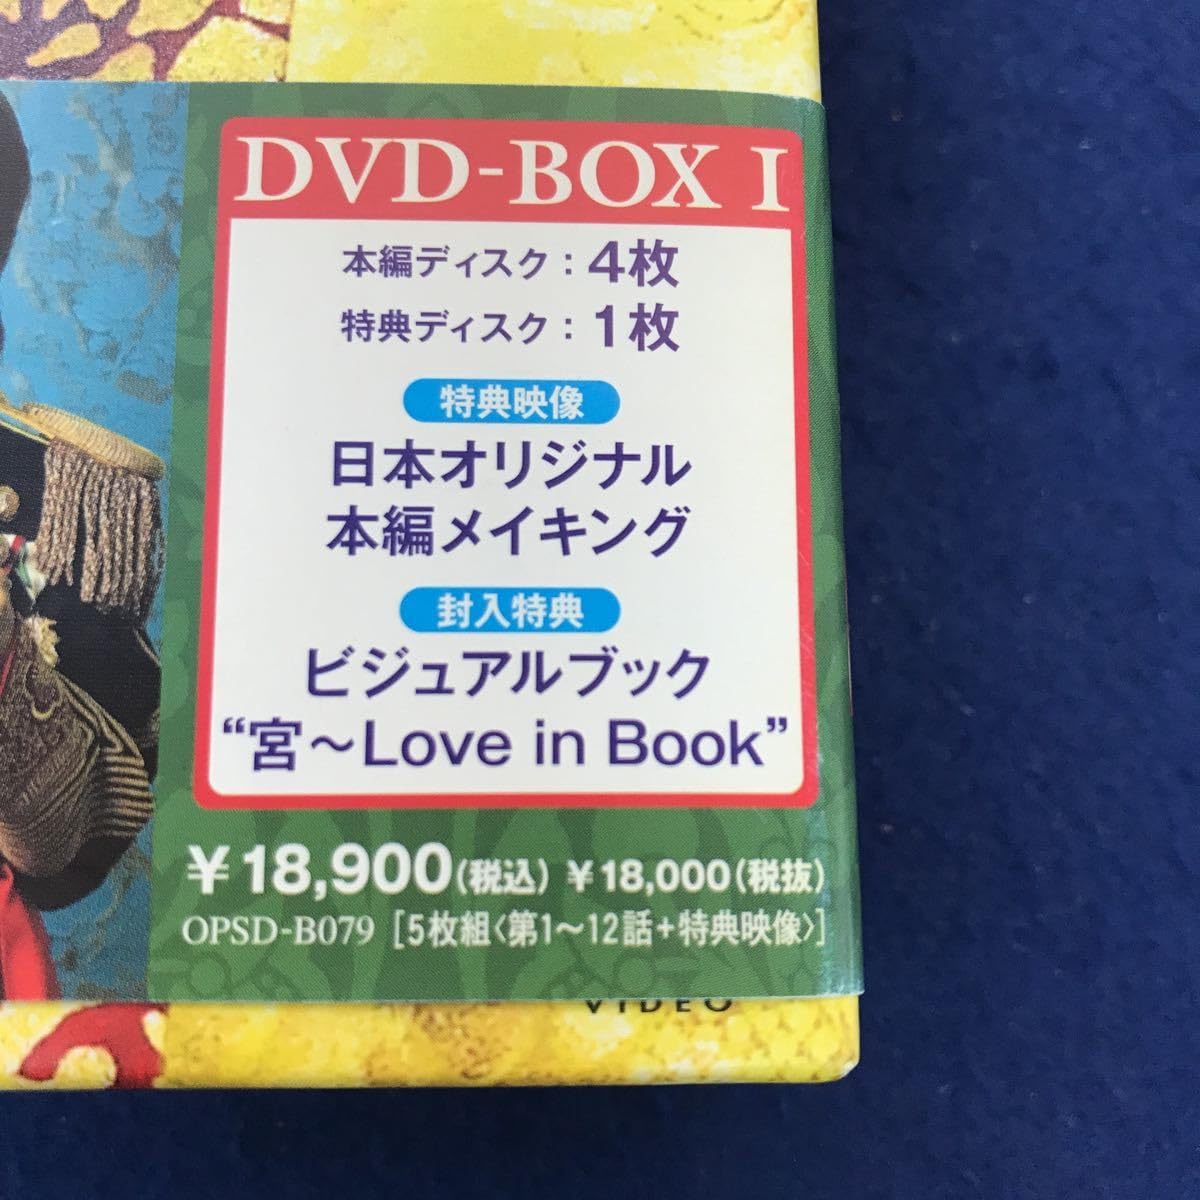 DVD-BOX I
本編ディスク：4枚
特典ディスク：1枚
特典映像
日本オリジナル
本編メイキング
封入特典
ビジュアルブック
“宮～Love in Book”
￥18,900(税込) ￥18,000(税抜)
OPSD-B079 [5枚組〈第1～12話+特典映像〉]
VIDEO